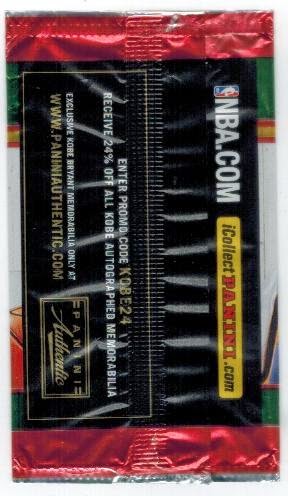 NBA.COM
iCollectPANINI.com
ENTER PROMO CODE KOBE24
RECEIVE 24% OFF ALL KOBE AUTOGRAPHED MEMORABILIA
PANINI
Authentic
EXCLUSIVE KOBE BRYANT MEMORABILIA ONLY AT
WWW.PANINIAUTHENTIC.COM